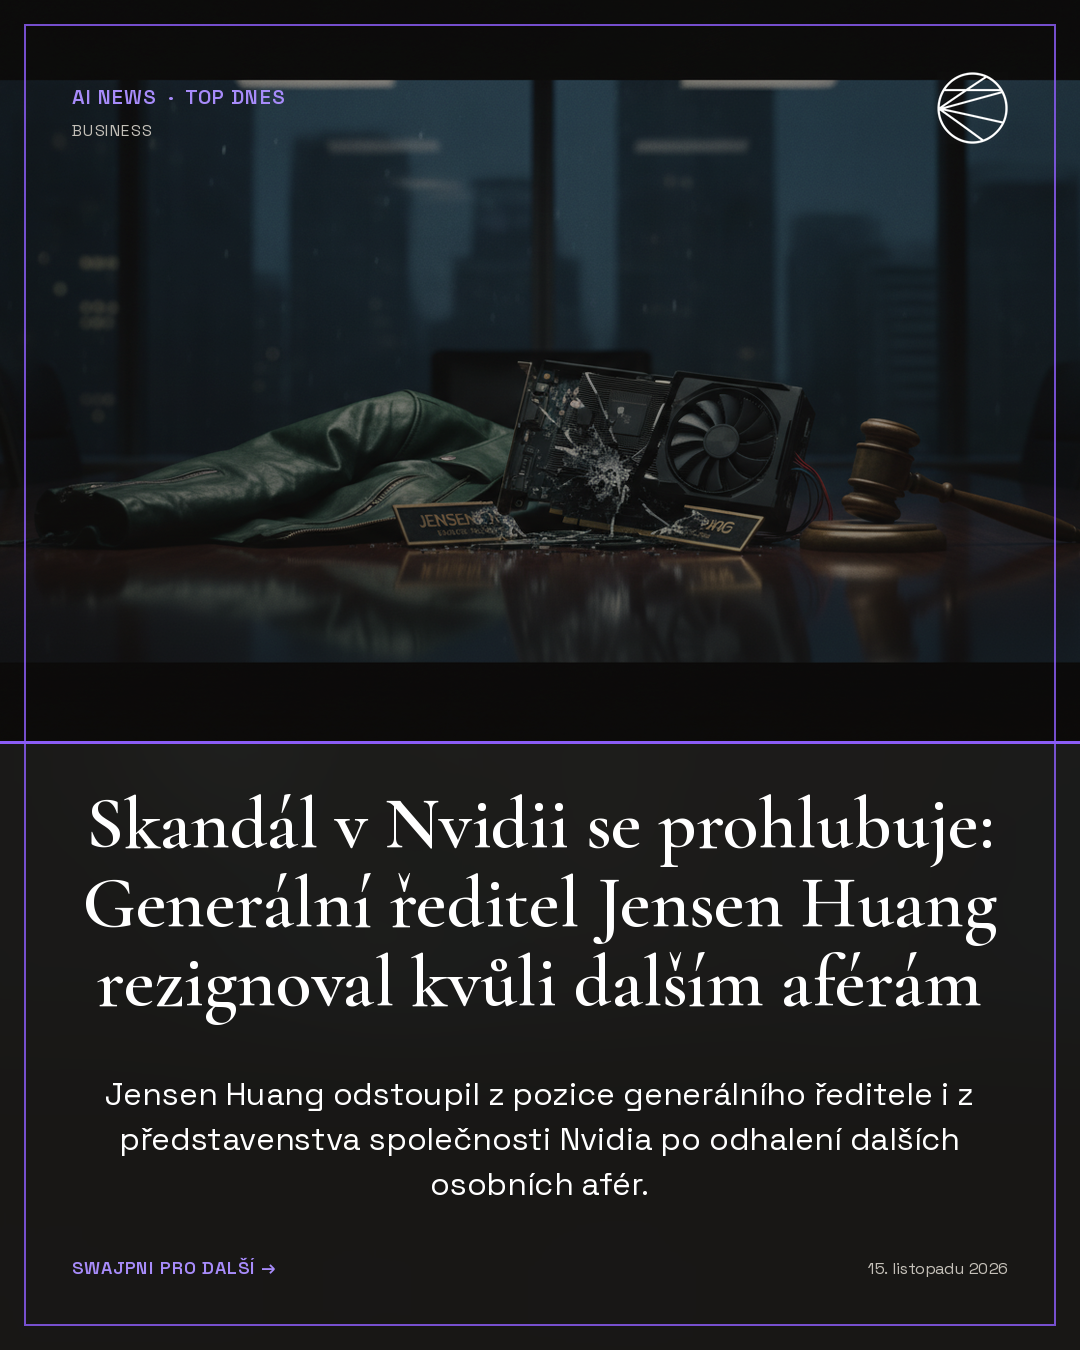 AI NEWS · TOP DNES
BUSINESS
JENSEN
Skandál v Nvidii se prohlubuje:
Generální ředitel Jensen Huang
rezignoval kvůli dalším aférám
Jensen Huang odstoupil z pozice generálního ředitele i z
představenstva společnosti Nvidia po odhalení dalších
osobních afér.
SWAJPNI PRO DALŠÍ →
15. listopadu 2026